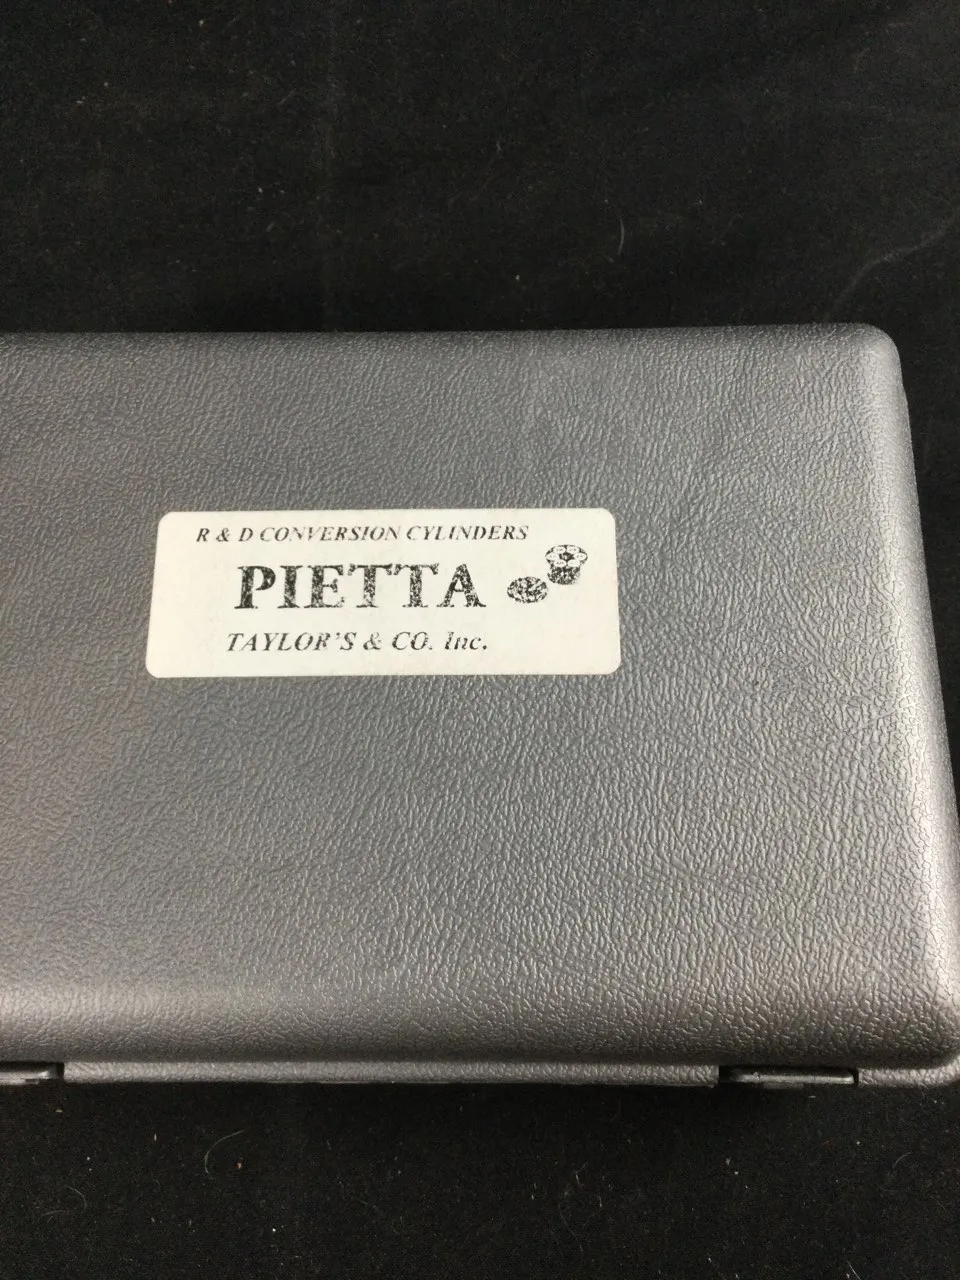 R & D CONVERSION CYLINDERS
PIETTA
TAYLOR'S & CO. Inc.